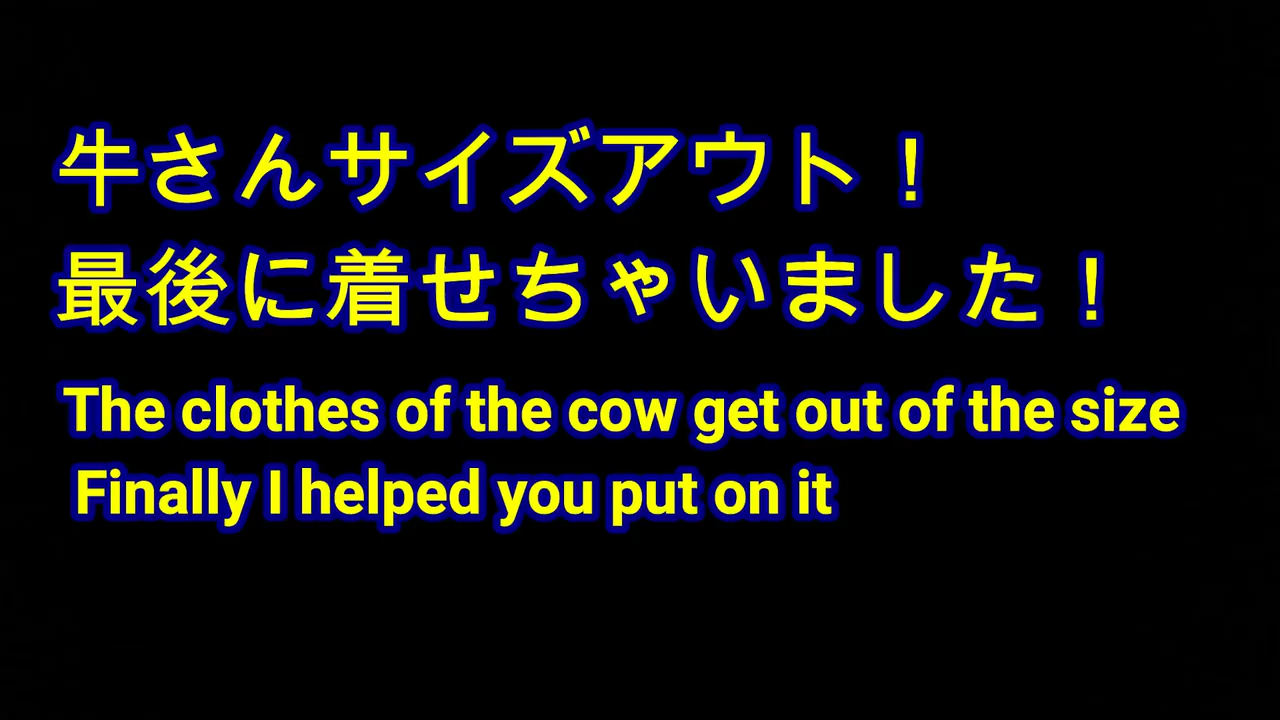 牛さんサイズアウト！
最後に着せちゃいました！
The clothes of the cow get out of the size
Finally I helped you put on it